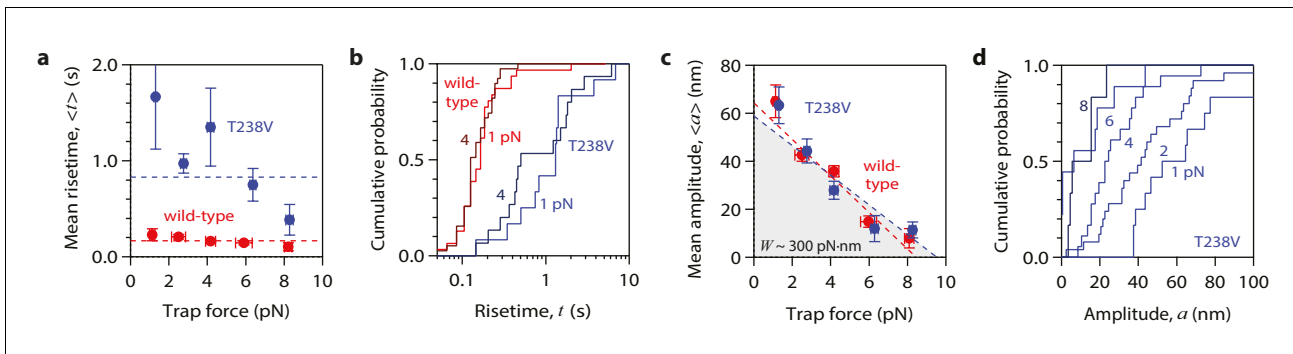 a
Mean risetime, <t> (s)
2.0
1.0
0.0
T238V
wild-type
0 2 4 6 8 10
Trap force (pN)
b
Cumulative probability
1.0
0.5
0
wild-
type
4
1 pN
T238V
4
1 pN
0.1 1 10
Risetime, t (s)
c
Mean amplitude, <a> (nm)
80
60
40
20
0
T238V
wild-
type
W ~ 300 pN·nm
0 2 4 6 8 10
Trap force (pN)
d
Cumulative probability
1.0
0.5
0.0
8
6
4
2
1 pN
T238V
0 20 40 60 80 100
Amplitude, a (nm)